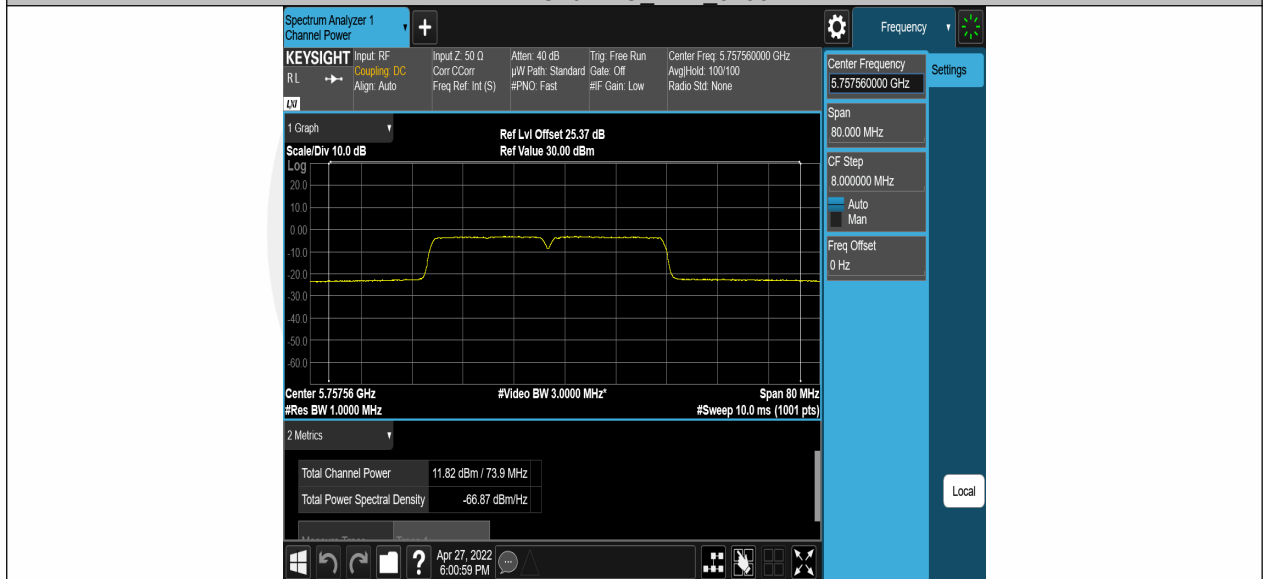 Spectrum Analyzer 1
Channel Power
+
Frequency
KEYSIGHT
RL
LXI
Input: RF
Coupling: DC
Align: Auto
Input Z: 50 Ω
Corr CCorr
Freq Ref: Int (S)
Atten: 40 dB
µW Path: Standard
#PNO: Fast
Trig: Free Run
Gate: Off
#IF Gain: Low
Center Freq: 5.757560000 GHz
Avg|Hold: 100/100
Radio Std: None
Center Frequency
5.757560000 GHz
Settings
Span
80.000 MHz
CF Step
8.000000 MHz
Auto
Man
Freq Offset
0 Hz
Local
1 Graph
Scale/Div 10.0 dB
Ref Lvl Offset 25.37 dB
Ref Value 30.00 dBm
Log
20.0
10.0
0.00
-10.0
-20.0
-30.0
-40.0
-50.0
-60.0
Center 5.75756 GHz
#Video BW 3.0000 MHz*
Span 80 MHz
#Res BW 1.0000 MHz
#Sweep 10.0 ms (1001 pts)
2 Metrics
Total Channel Power 11.82 dBm / 73.9 MHz
Total Power Spectral Density -66.87 dBm/Hz
?
Apr 27, 2022
6:00:59 PM